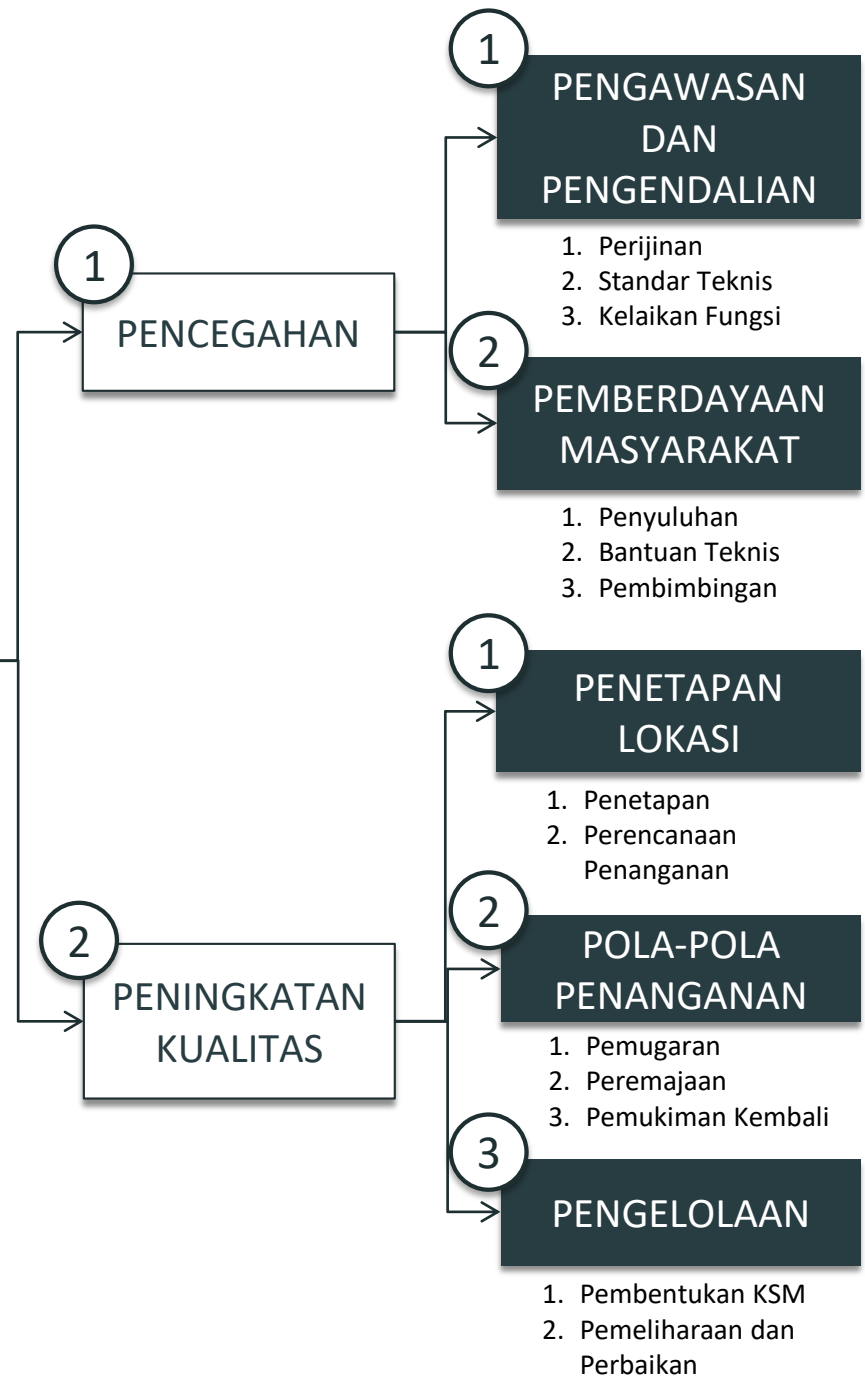 1
PENCEGAHAN
1
PENGAWASAN
DAN
PENGENDALIAN
1. Perijinan
2. Standar Teknis
3. Kelaikan Fungsi
2
PEMBERDAYAAN
MASYARAKAT
1. Penyuluhan
2. Bantuan Teknis
3. Pembimbingan
2
PENINGKATAN
KUALITAS
1
PENETAPAN
LOKASI
1. Penetapan
2. Perencanaan
Penanganan
2
POLA-POLA
PENANGANAN
1. Pemugaran
2. Peremajaan
3. Pemukiman Kembali
3
PENGELOLAAN
1. Pembentukan KSM
2. Pemeliharaan dan
Perbaikan